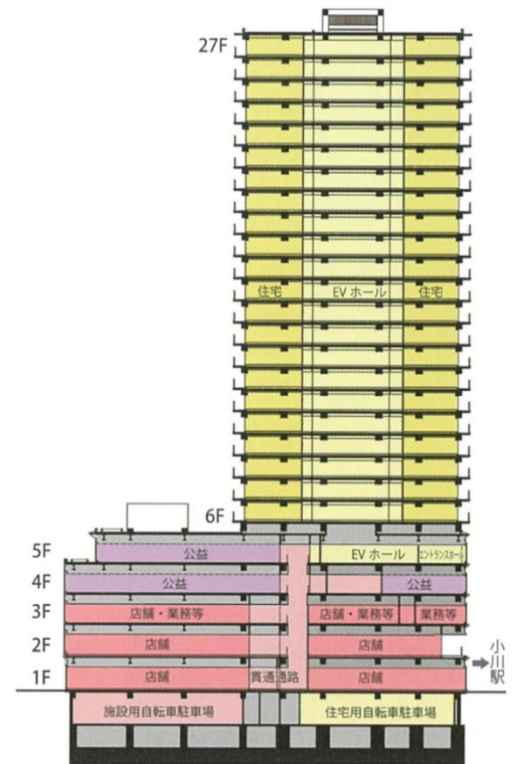 27F
住宅 EVホール 住宅
6F
5F 公益 EVホール エントランスホール
4F 公益 公益
3F 店舗・業務等 店舗・業務等 業務等
2F 店舗 店舗
1F 店舗 貫通通路 店舗
小川駅
施設用自転車駐車場 住宅用自転車駐車場